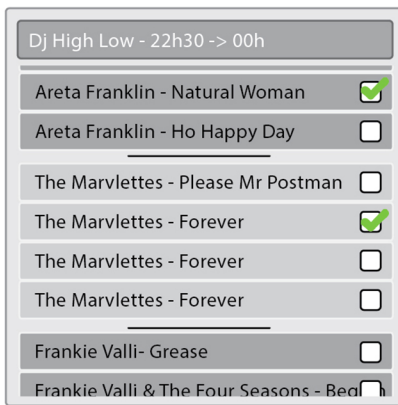 Dj High Low - 22h30 -> 00h
Areta Franklin - Natural Woman
Areta Franklin - Ho Happy Day
The Marvlettes - Please Mr Postman
The Marvlettes - Forever
The Marvlettes - Forever
The Marvlettes - Forever
Frankie Valli- Grease
Frankie Valli & The Four Seasons -